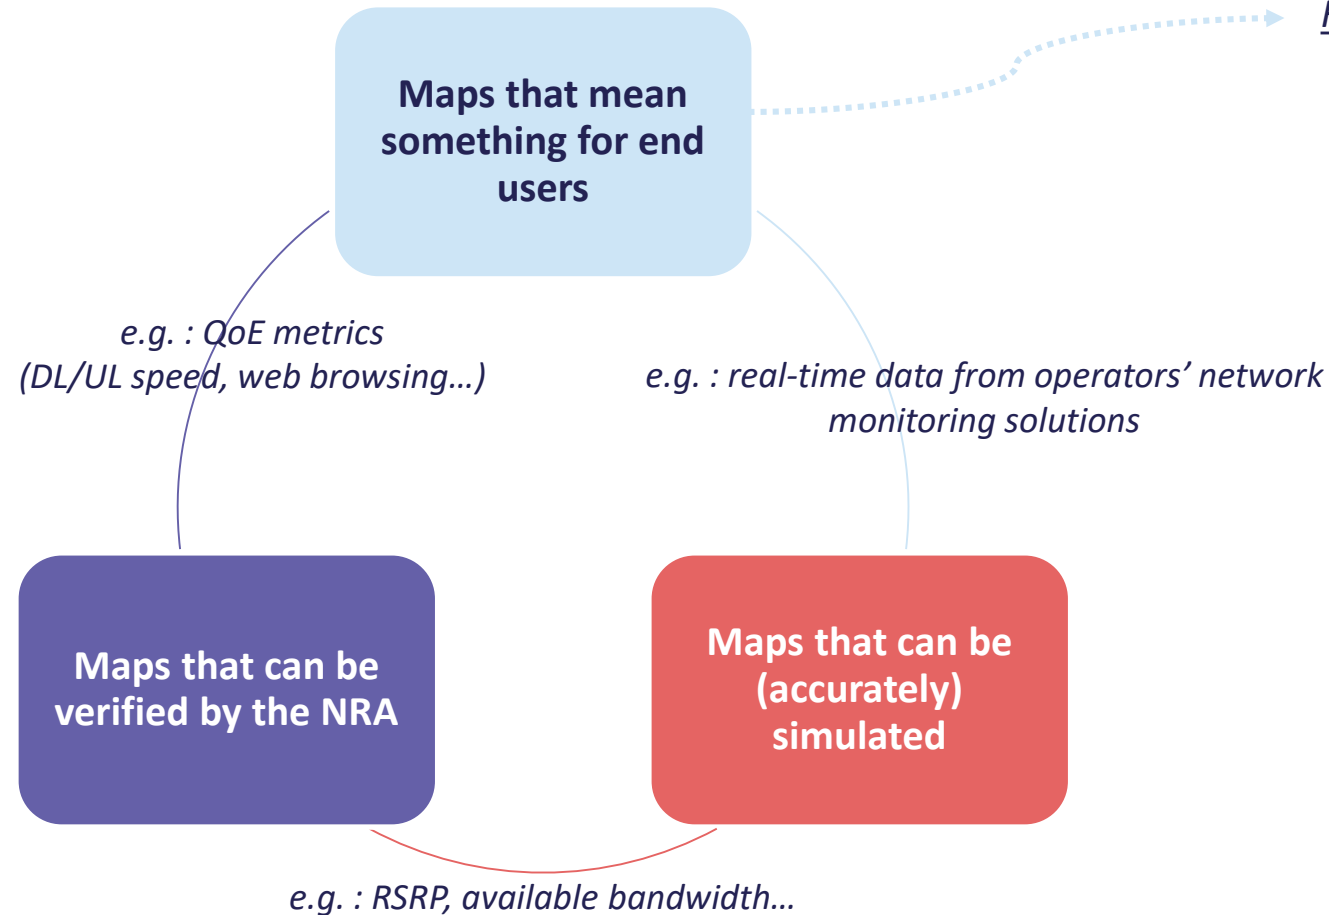 Maps that mean
something for end
users
e.g. : QoE metrics
(DL/UL speed, web browsing…)
e.g. : real-time data from operators’ network
monitoring solutions
Maps that can be
verified by the NRA
Maps that can be
(accurately)
simulated
e.g. : RSRP, available bandwidth…